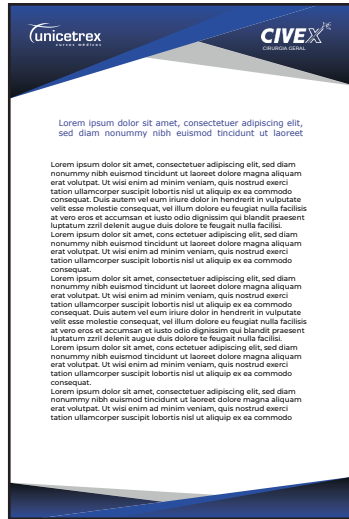 unicetrex
cursos médicos
CIVEX
CIRURGIA GERAL
Lorem ipsum dolor sit amet, consectetuer adipiscing elit,
sed diam nonummy nibh euismod tincidunt ut laoreet
Lorem ipsum dolor sit amet, consectetuer adipiscing elit, sed diam
nonummy nibh euismod tincidunt ut laoreet dolore magna aliquam
erat volutpat. Ut wisi enim ad minim veniam, quis nostrud exerci
tation ullamcorper suscipit lobortis nisl ut aliquip ex ea commodo
consequat. Duis autem vel eum iriure dolor in hendrerit in vulputate
velit esse molestie consequat, vel illum dolore eu feugiat nulla facilisis
at vero eros et accumsan et iusto odio dignissim qui blandit praesent
luptatum zzril delenit augue duis dolore te feugait nulla facilisi.
Lorem ipsum dolor sit amet, cons ectetuer adipiscing elit, sed diam
nonummy nibh euismod tincidunt ut laoreet dolore magna aliquam
erat volutpat. Ut wisi enim ad minim veniam, quis nostrud exerci
tation ullamcorper suscipit lobortis nisl ut aliquip ex ea commodo
consequat.
Lorem ipsum dolor sit amet, consectetuer adipiscing elit, sed diam
nonummy nibh euismod tincidunt ut laoreet dolore magna aliquam
erat volutpat. Ut wisi enim ad minim veniam, quis nostrud exerci
tation ullamcorper suscipit lobortis nisl ut aliquip ex ea commodo
consequat. Duis autem vel eum iriure dolor in hendrerit in vulputate
velit esse molestie consequat, vel illum dolore eu feugiat nulla facilisis
at vero eros et accumsan et iusto odio dignissim qui blandit praesent
luptatum zzril delenit augue duis dolore te feugait nulla facilisi.
Lorem ipsum dolor sit amet, cons ectetuer adipiscing elit, sed diam
nonummy nibh euismod tincidunt ut laoreet dolore magna aliquam
erat volutpat. Ut wisi enim ad minim veniam, quis nostrud exerci
tation ullamcorper suscipit lobortis nisl ut aliquip ex ea commodo
consequat.
Lorem ipsum dolor sit amet, consectetuer adipiscing elit, sed diam
nonummy nibh euismod tincidunt ut laoreet dolore magna aliquam
erat volutpat. Ut wisi enim ad minim veniam, quis nostrud exerci
tation ullamcorper suscipit lobortis nisl ut aliquip ex ea commodo